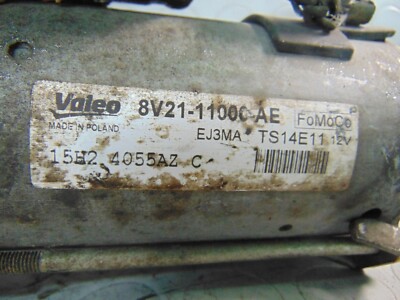 Valeo 8V21-11000-AE FoMoCo
MADE IN POLAND EJ3MA TS14E11 12V
15H2 4055AZ C